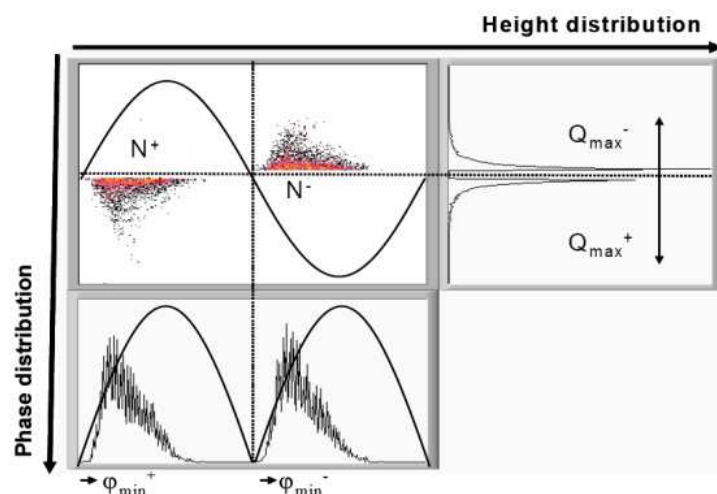 Height distribution
N⁺
N⁻
Qmax⁻
Qmax⁺
Phase distribution
φmin⁺
φmin⁻